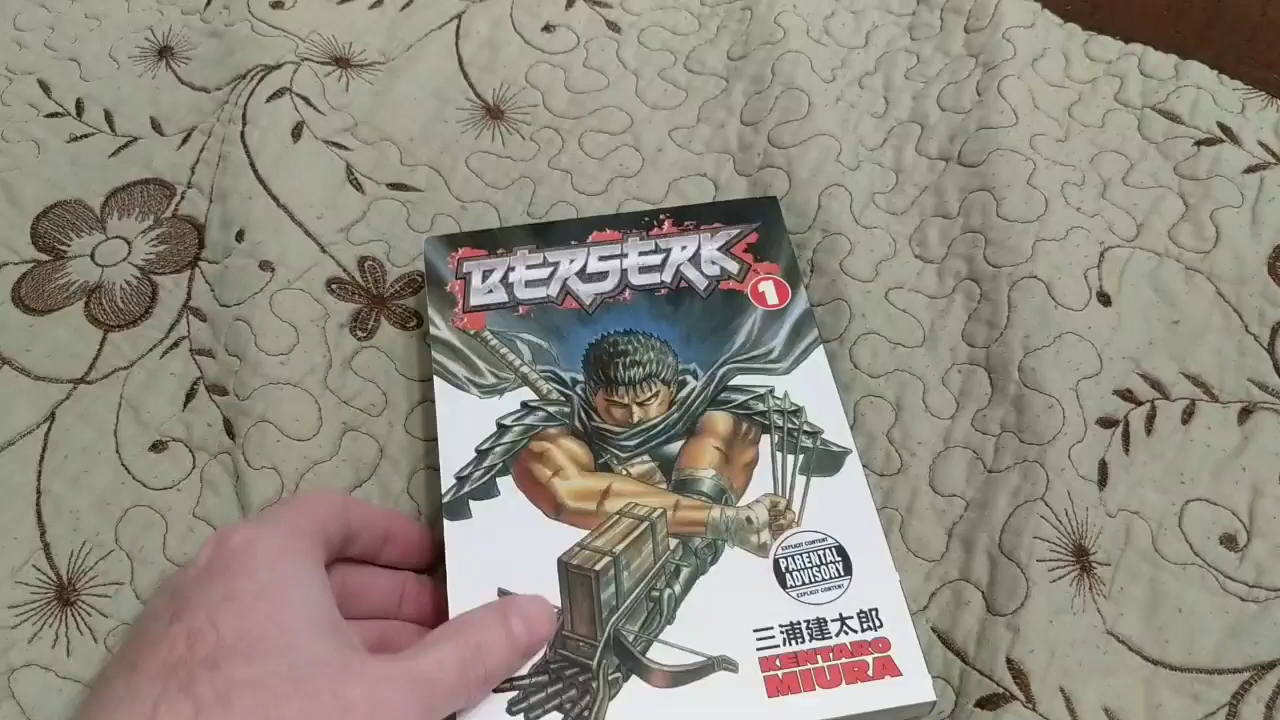 BERSERK
1
EXPLICIT CONTENT
PARENTAL
ADVISORY
EXPLICIT CONTENT
三浦建太郎
KENTARO
MIURA